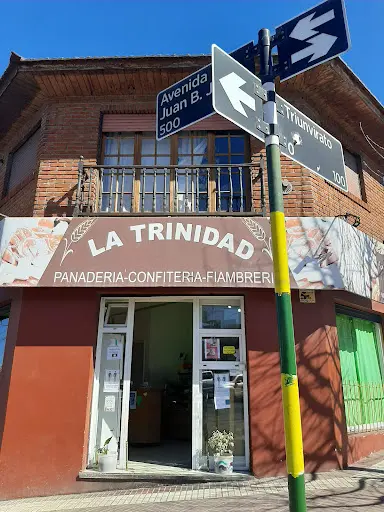 Avenida
Juan B. J
500
Triunvirato
100
LA TRINIDAD
PANADERIA-CONFITERIA-FIAMBRERI